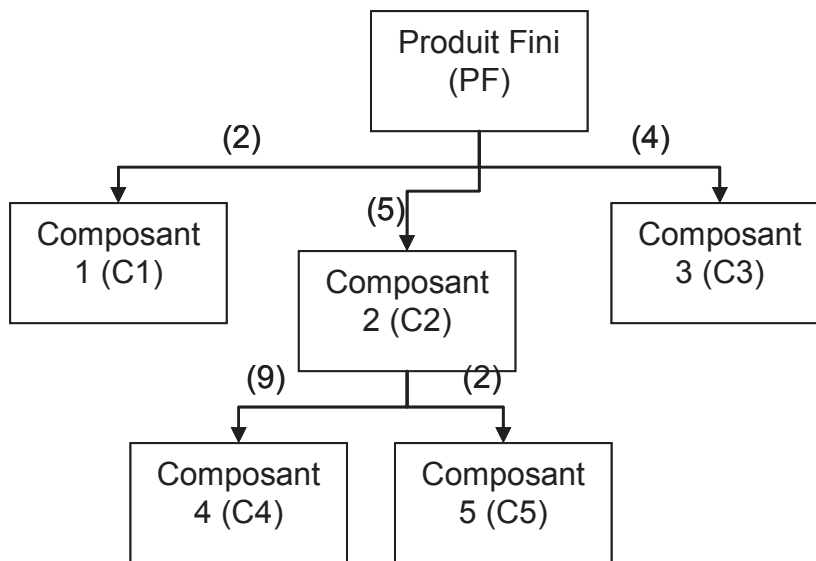 Produit Fini
(PF)
(2)
(4)
(5)
Composant
1 (C1)
Composant
2 (C2)
Composant
3 (C3)
(9)
(2)
Composant
4 (C4)
Composant
5 (C5)